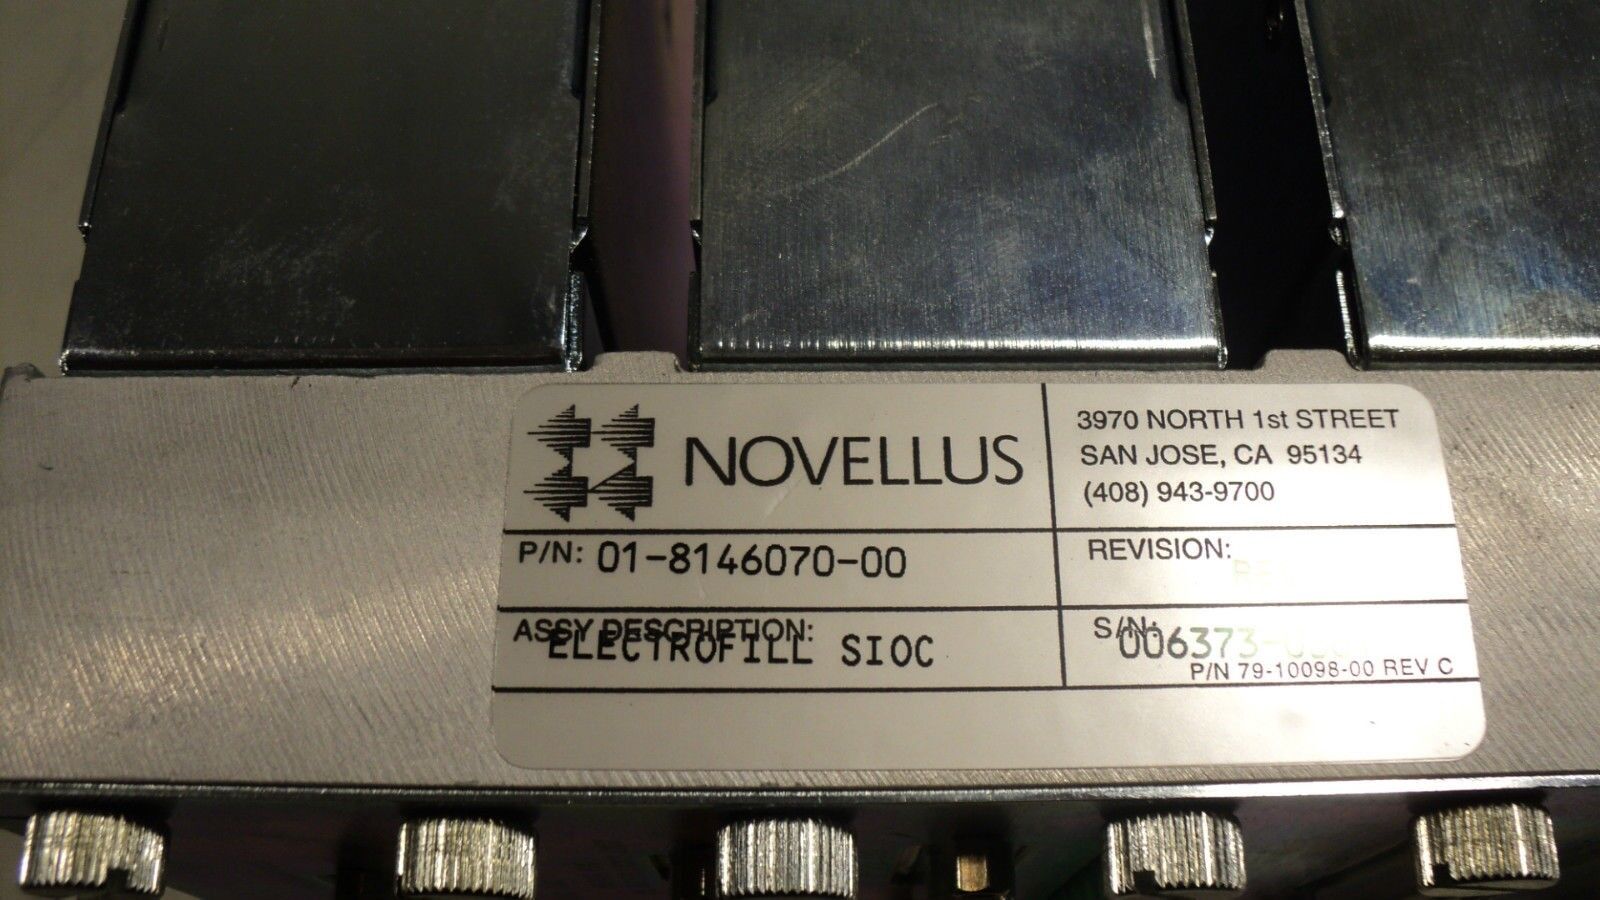 NOVELLUS
3970 NORTH 1st STREET
SAN JOSE, CA 95134
(408) 943-9700
P/N: 01-8146070-00
REVISION:
ASSY DESCRIPTION:
ELECTROFILL SIOC
S/N:
P/N 79-10098-00 REV C